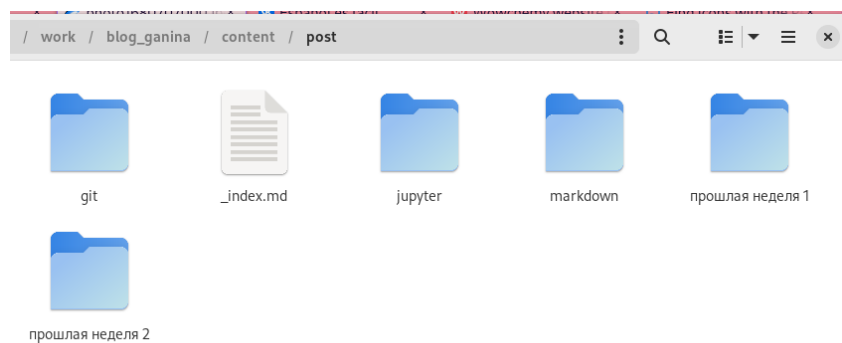 / work / blog_ganina / content / post
git
_index.md
jupyter
markdown
прошлая неделя 1
прошлая неделя 2